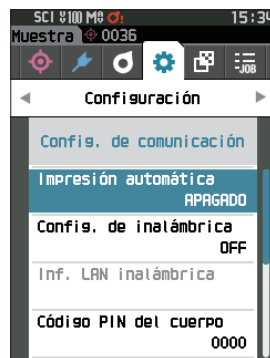 SCI 100 M0 15:34
Muestra 0036
JOB
Configuración
Config. de comunicación
Impresión automática
APAGADO
Config. de inalámbrica
OFF
Inf. LAN inalámbrica
Código PIN del cuerpo
0000